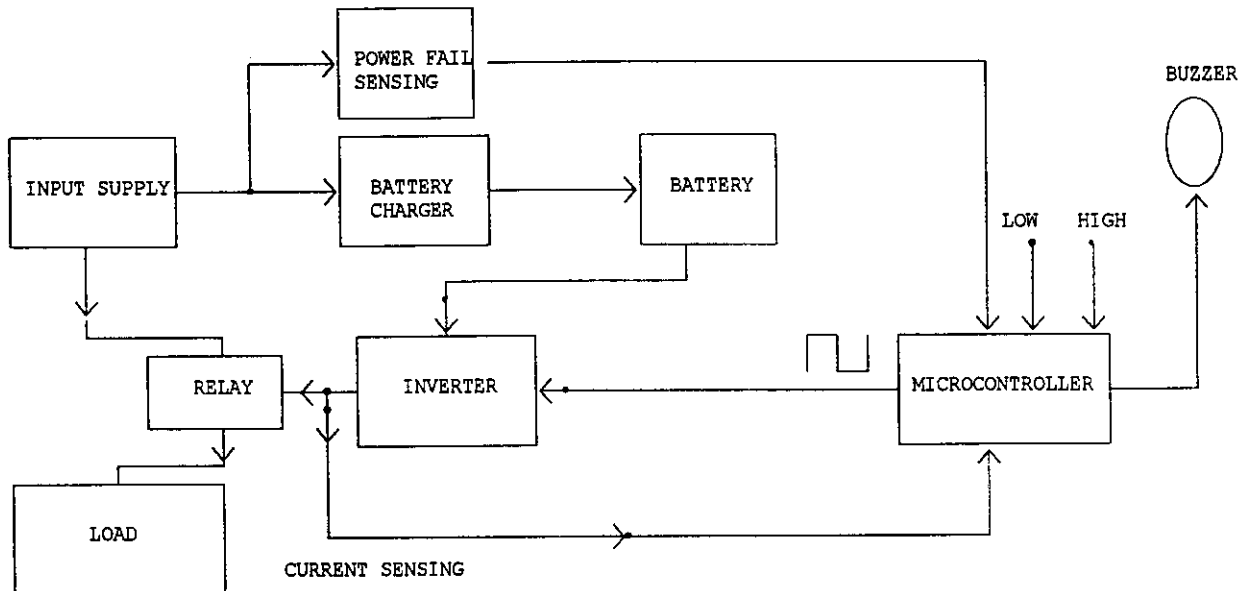 POWER FAIL
SENSING
BUZZER
INPUT SUPPLY
BATTERY
CHARGER
BATTERY
LOW
HIGH
RELAY
INVERTER
MICROCONTROLLER
LOAD
CURRENT SENSING